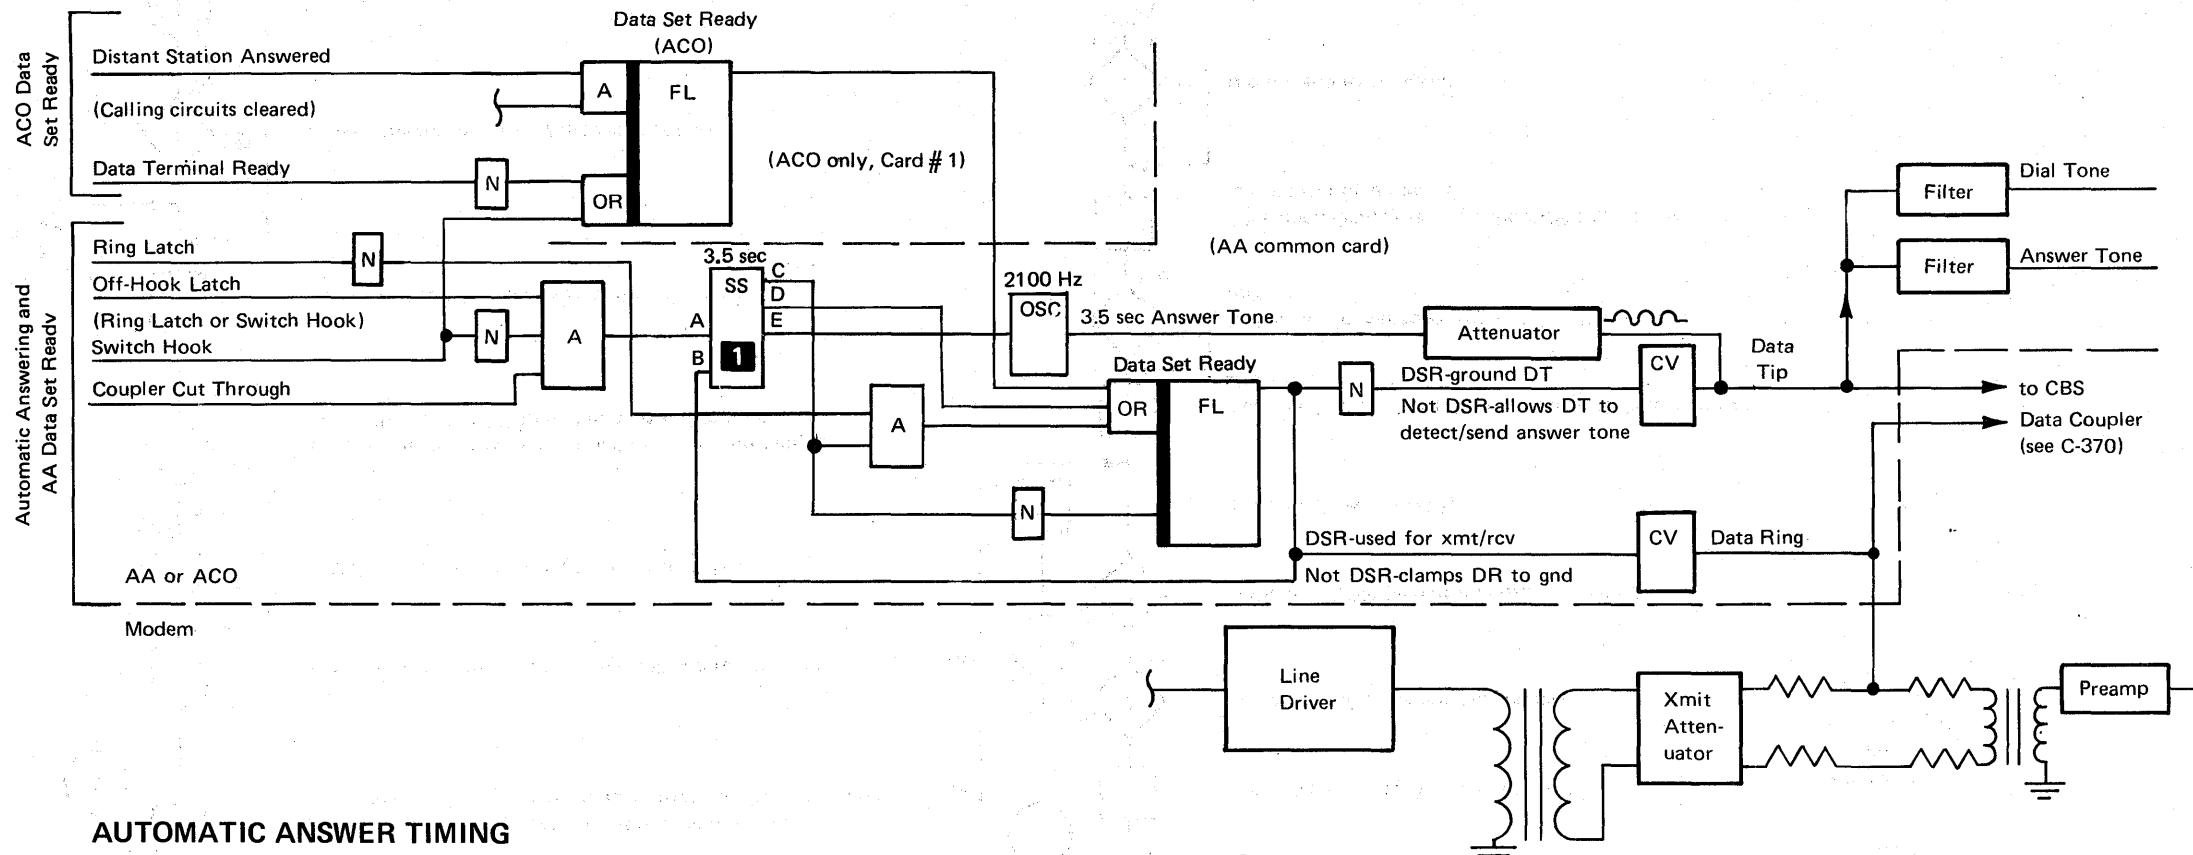 Data Set Ready
(ACO)
ACO Data
Set Ready
Distant Station Answered
A
FL
(Calling circuits cleared)
(ACO only, Card # 1)
Data Terminal Ready
N
OR
Filter
Dial Tone
Automatic Answering and
AA Data Set Ready
Ring Latch
N
(AA common card)
Filter
Answer Tone
Off-Hook Latch
3.5 sec
SS
C
D
E
A
B
1
2100 Hz
OSC
3.5 sec Answer Tone
Attenuator
(Ring Latch or Switch Hook)
Switch Hook
N
A
Data Set Ready
CV
Data
Tip
Coupler Cut Through
A
OR
FL
N
DSR-ground DT
Not DSR-allows DT to
detect/send answer tone
to CBS
Data Coupler
(see C-370)
N
DSR-used for xmt/rcv
CV
Data Ring
AA or ACO
Not DSR-clamps DR to gnd
Modem
Line
Driver
Xmit
Atten-
uator
Preamp
AUTOMATIC ANSWER TIMING